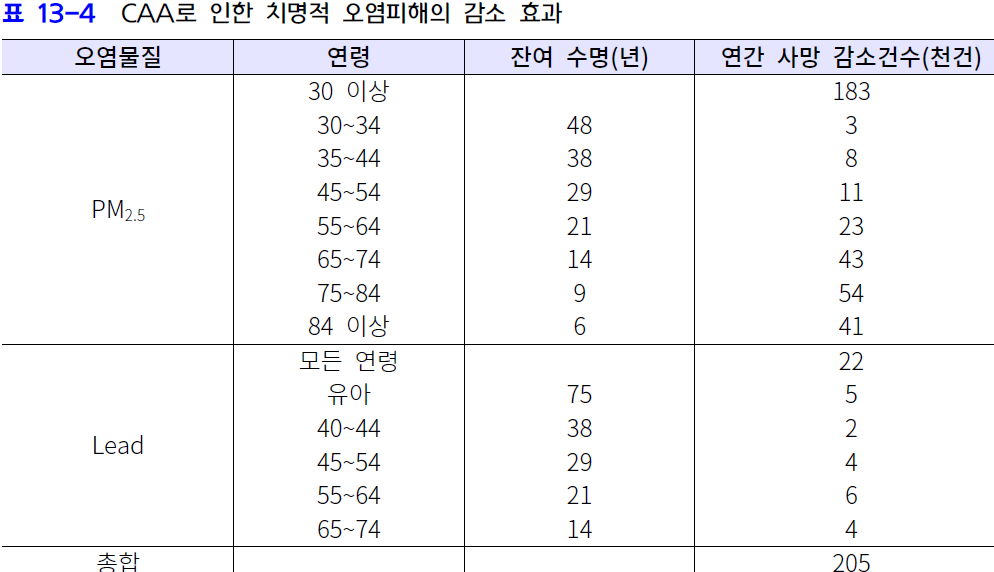 표 13-4 CAA로 인한 치명적 오염피해의 감소 효과
오염물질 연령 잔여 수명(년) 연간 사망 감소건수(천건)
30 이상 183
30~34 48 3
35~44 38 8
45~54 29 11
PM2.5
55~64 21 23
65~74 14 43
75~84 9 54
84 이상 6 41
모든 연령 22
유아 75 5
40~44 38 2
Lead
45~54 29 4
55~64 21 6
65~74 14 4
총합 205